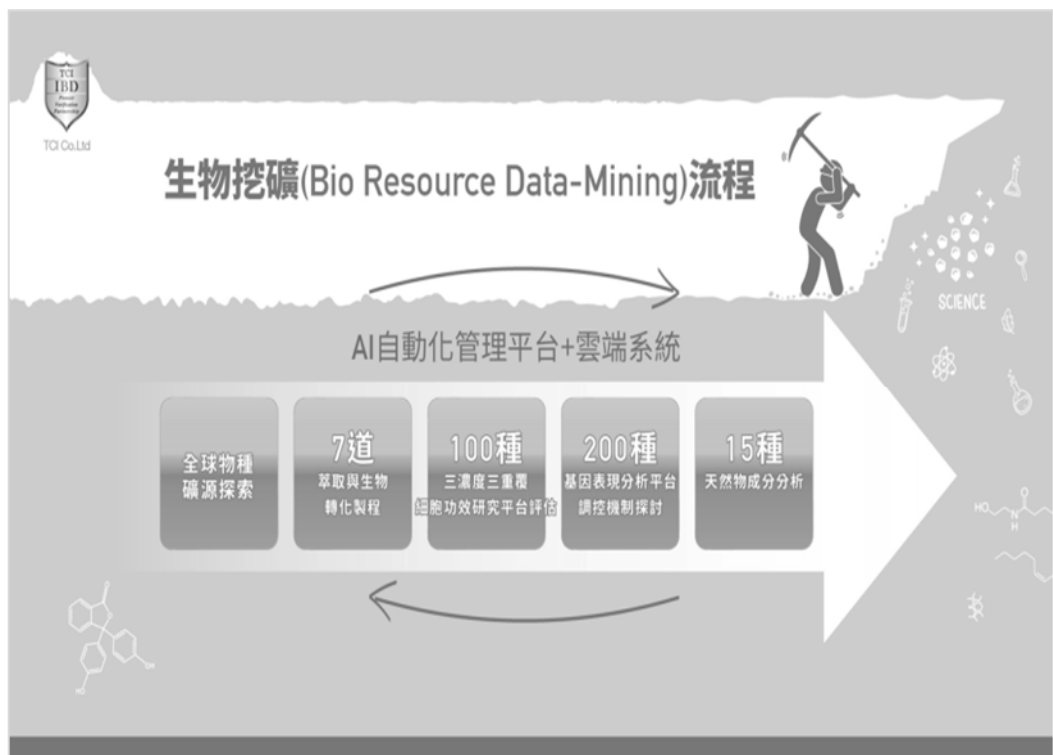 TCI
IBD
TCI Co.Ltd
生物挖礦(Bio Resource Data-Mining)流程
SCIENCE
AI自動化管理平台+雲端系統
全球物種
礦源探索
7道
萃取與生物
轉化製程
100種
三濃度三重覆
細胞功效研究平台評估
200種
基因表現分析平台
調控機制探討
15種
天然物成分分析
HO
O
N
H
O
O
OH
HO